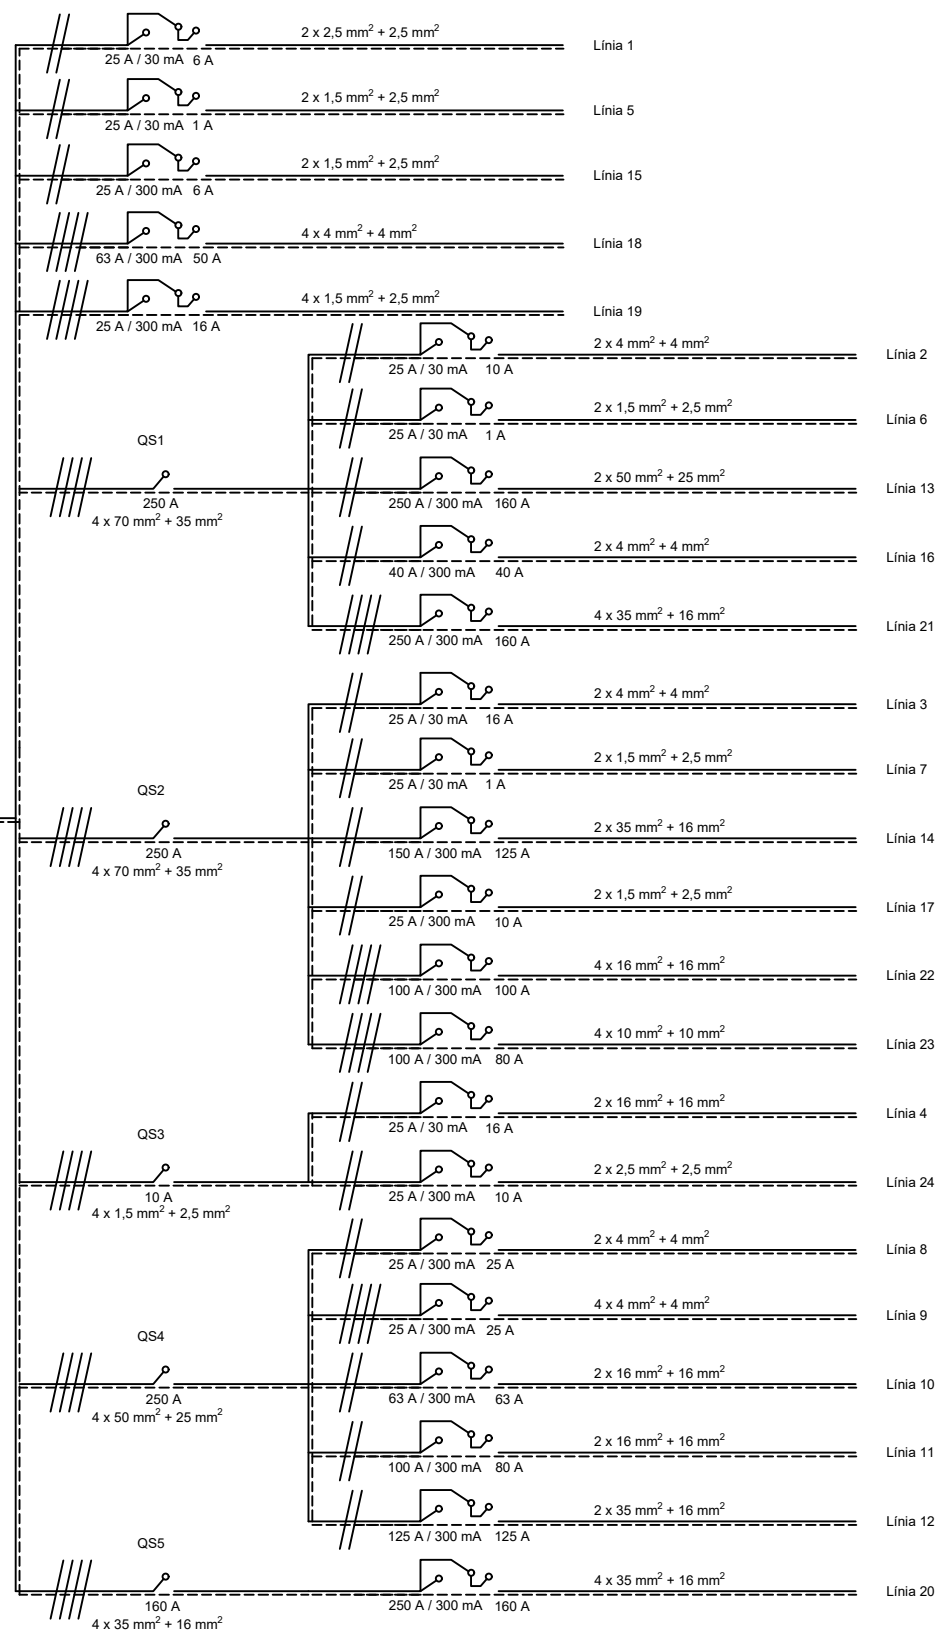 2 x 2,5 mm² + 2,5 mm²
Línia 1
25 A / 30 mA 6 A
2 x 1,5 mm² + 2,5 mm²
Línia 5
25 A / 30 mA 1 A
2 x 1,5 mm² + 2,5 mm²
Línia 15
25 A / 300 mA 6 A
4 x 4 mm² + 4 mm²
Línia 18
63 A / 300 mA 50 A
4 x 1,5 mm² + 2,5 mm²
Línia 19
25 A / 300 mA 16 A
2 x 4 mm² + 4 mm²
Línia 2
25 A / 30 mA 10 A
2 x 1,5 mm² + 2,5 mm²
Línia 6
25 A / 30 mA 1 A
QS1
2 x 50 mm² + 25 mm²
Línia 13
250 A
250 A / 300 mA 160 A
4 x 70 mm² + 35 mm²
2 x 4 mm² + 4 mm²
Línia 16
40 A / 300 mA 40 A
4 x 35 mm² + 16 mm²
Línia 21
250 A / 300 mA 160 A
2 x 4 mm² + 4 mm²
Línia 3
25 A / 30 mA 16 A
2 x 1,5 mm² + 2,5 mm²
Línia 7
25 A / 30 mA 1 A
QS2
2 x 35 mm² + 16 mm²
Línia 14
250 A
150 A / 300 mA 125 A
4 x 70 mm² + 35 mm²
2 x 1,5 mm² + 2,5 mm²
Línia 17
25 A / 300 mA 10 A
4 x 16 mm² + 16 mm²
Línia 22
100 A / 300 mA 100 A
4 x 10 mm² + 10 mm²
Línia 23
100 A / 300 mA 80 A
2 x 16 mm² + 16 mm²
Línia 4
25 A / 30 mA 16 A
QS3
2 x 2,5 mm² + 2,5 mm²
Línia 24
10 A
25 A / 300 mA 10 A
4 x 1,5 mm² + 2,5 mm²
2 x 4 mm² + 4 mm²
Línia 8
25 A / 300 mA 25 A
4 x 4 mm² + 4 mm²
Línia 9
25 A / 300 mA 25 A
QS4
2 x 16 mm² + 16 mm²
Línia 10
250 A
63 A / 300 mA 63 A
4 x 50 mm² + 25 mm²
2 x 16 mm² + 16 mm²
Línia 11
100 A / 300 mA 80 A
2 x 35 mm² + 16 mm²
Línia 12
125 A / 300 mA 125 A
QS5
4 x 35 mm² + 16 mm²
Línia 20
160 A
250 A / 300 mA 160 A
4 x 35 mm² + 16 mm²